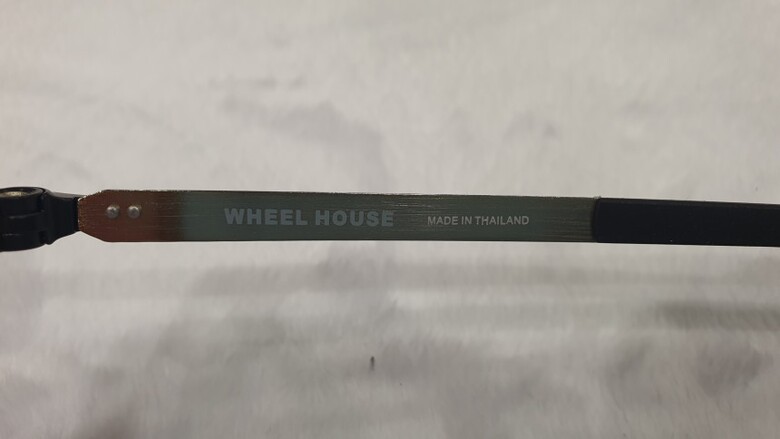 WHEEL HOUSE MADE IN THAILAND